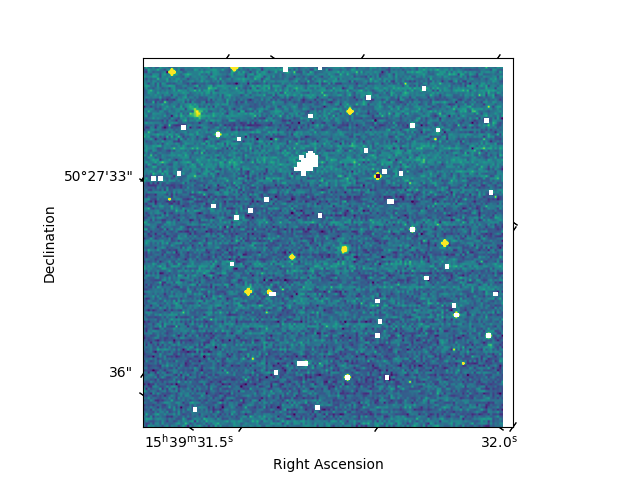 50°27'33"
Declination
36"
15ʰ39ᵐ31.5ˢ
32.0ˢ
Right Ascension